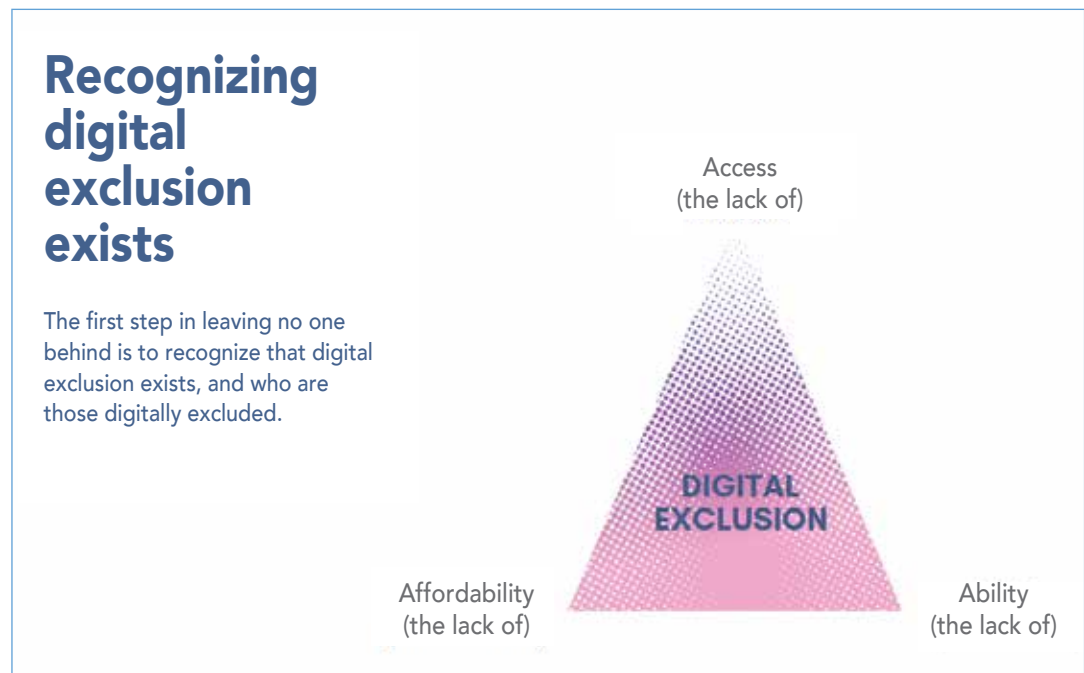 Recognizing
digital
exclusion
exists
The first step in leaving no one
behind is to recognize that digital
exclusion exists, and who are
those digitally excluded.
Access
(the lack of)
DIGITAL
EXCLUSION
Affordability
(the lack of)
Ability
(the lack of)